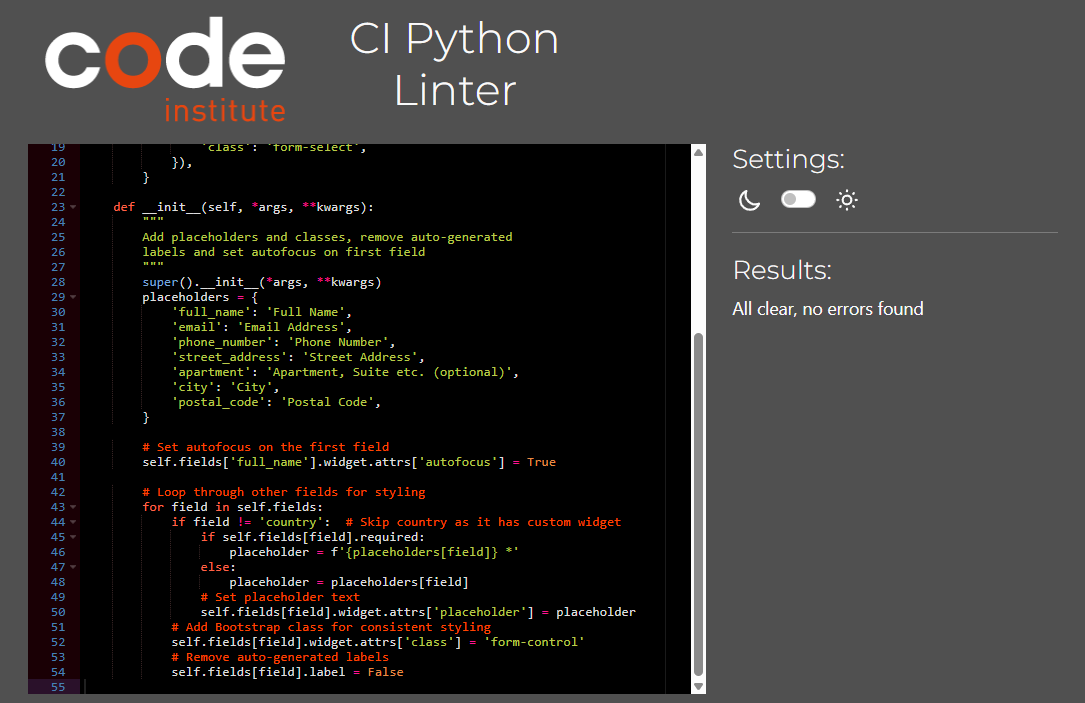 code
institute
CI Python
Linter
19 'class': 'form-select',
20 }),
21 }
22
23 def __init__(self, *args, **kwargs):
24 """
25 Add placeholders and classes, remove auto-generated
26 labels and set autofocus on first field
27 """
28 super().__init__(*args, **kwargs)
29 placeholders = {
30 'full_name': 'Full Name',
31 'email': 'Email Address',
32 'phone_number': 'Phone Number',
33 'street_address': 'Street Address',
34 'apartment': 'Apartment, Suite etc. (optional)',
35 'city': 'City',
36 'postal_code': 'Postal Code',
37 }
38
39 # Set autofocus on the first field
40 self.fields['full_name'].widget.attrs['autofocus'] = True
41
42 # Loop through other fields for styling
43 for field in self.fields:
44 if field != 'country':  # Skip country as it has custom widget
45 if self.fields[field].required:
46 placeholder = f'{placeholders[field]} *'
47 else:
48 placeholder = placeholders[field]
49 # Set placeholder text
50 self.fields[field].widget.attrs['placeholder'] = placeholder
51 # Add Bootstrap class for consistent styling
52 self.fields[field].widget.attrs['class'] = 'form-control'
53 # Remove auto-generated labels
54 self.fields[field].label = False
55
Settings:
Results:
All clear, no errors found